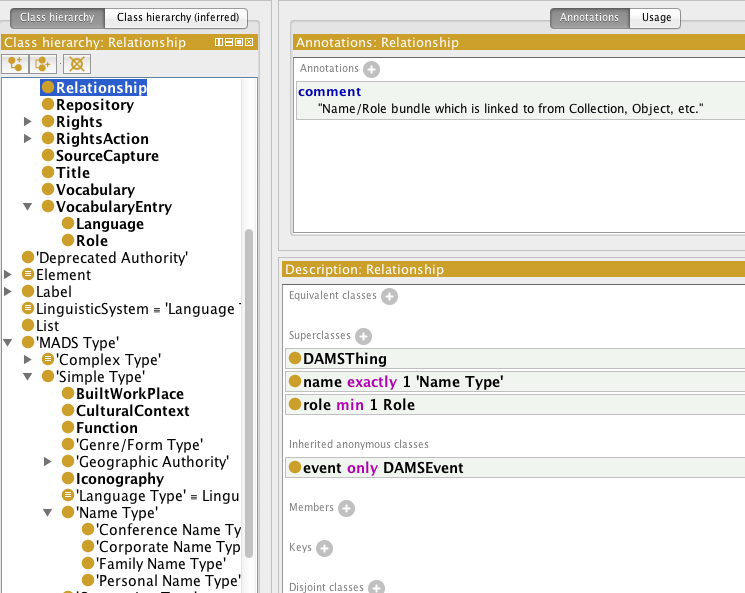 Class hierarchy
Class hierarchy (inferred)
Class hierarchy: Relationship
Relationship
Repository
Rights
RightsAction
SourceCapture
Title
Vocabulary
VocabularyEntry
Language
Role
'Deprecated Authority'
Element
Label
LinguisticSystem ≡ 'Language
List
'MADS Type'
'Complex Type'
'Simple Type'
BuiltWorkPlace
CulturalContext
Function
'Genre/Form Type'
'Geographic Authority'
Iconography
'Language Type' ≡ Lingu
'Name Type'
'Conference Name Ty
'Corporate Name Typ
'Family Name Type'
'Personal Name Type'
Annotations
Usage
Annotations: Relationship
Annotations
comment
"Name/Role bundle which is linked to from Collection, Object, etc."
Description: Relationship
Equivalent classes
Superclasses
DAMSThing
name exactly 1 'Name Type'
role min 1 Role
Inherited anonymous classes
event only DAMSEvent
Members
Keys
Disjoint classes